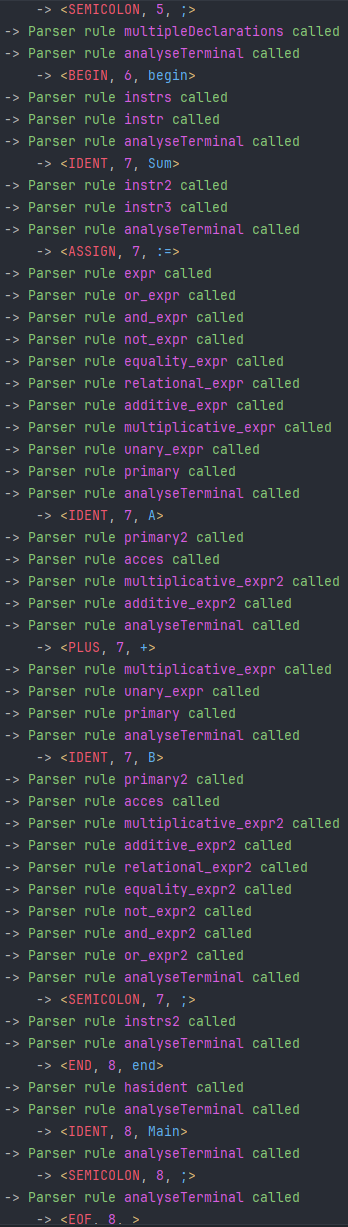 -> <SEMICOLON, 5, ;>
-> Parser rule multipleDeclarations called
-> Parser rule analyseTerminal called
-> <BEGIN, 6, begin>
-> Parser rule instrs called
-> Parser rule instr called
-> Parser rule analyseTerminal called
-> <IDENT, 7, Sum>
-> Parser rule instr2 called
-> Parser rule instr3 called
-> Parser rule analyseTerminal called
-> <ASSIGN, 7, :=>
-> Parser rule expr called
-> Parser rule or_expr called
-> Parser rule and_expr called
-> Parser rule not_expr called
-> Parser rule equality_expr called
-> Parser rule relational_expr called
-> Parser rule additive_expr called
-> Parser rule multiplicative_expr called
-> Parser rule unary_expr called
-> Parser rule primary called
-> Parser rule analyseTerminal called
-> <IDENT, 7, A>
-> Parser rule primary2 called
-> Parser rule acces called
-> Parser rule multiplicative_expr2 called
-> Parser rule additive_expr2 called
-> Parser rule analyseTerminal called
-> <PLUS, 7, +>
-> Parser rule multiplicative_expr called
-> Parser rule unary_expr called
-> Parser rule primary called
-> Parser rule analyseTerminal called
-> <IDENT, 7, B>
-> Parser rule primary2 called
-> Parser rule acces called
-> Parser rule multiplicative_expr2 called
-> Parser rule additive_expr2 called
-> Parser rule relational_expr2 called
-> Parser rule equality_expr2 called
-> Parser rule not_expr2 called
-> Parser rule and_expr2 called
-> Parser rule or_expr2 called
-> Parser rule analyseTerminal called
-> <SEMICOLON, 7, ;>
-> Parser rule instrs2 called
-> Parser rule analyseTerminal called
-> <END, 8, end>
-> Parser rule hasident called
-> Parser rule analyseTerminal called
-> <IDENT, 8, Main>
-> Parser rule analyseTerminal called
-> <SEMICOLON, 8, ;>
-> Parser rule analyseTerminal called
-> <EOF, 8, >